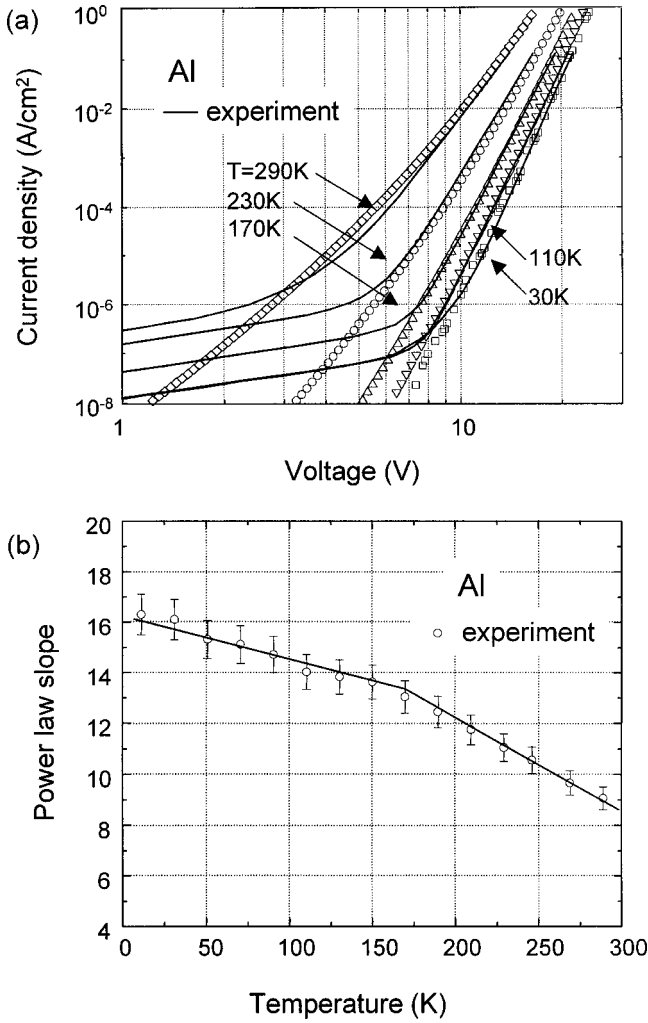 (a)
10⁰
10⁻²
10⁻⁴
10⁻⁶
10⁻⁸
Current density (A/cm²)
Al
experiment
T=290K
230K
170K
110K
30K
1
10
Voltage (V)
(b)
20
18
16
14
12
10
8
6
4
Power law slope
Al
experiment
0
50
100
150
200
250
300
Temperature (K)